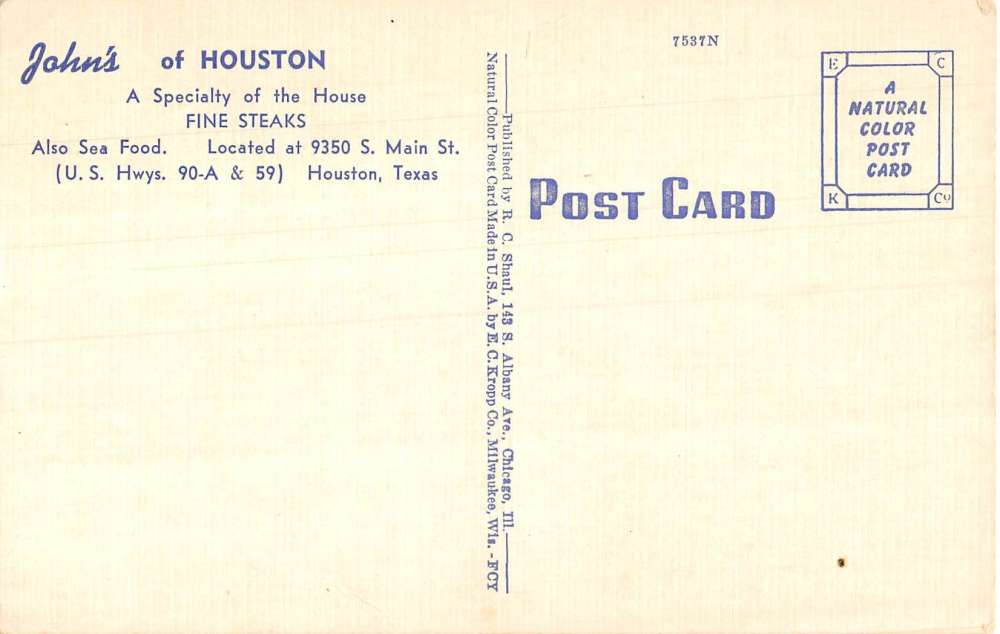 John's of HOUSTON
A Specialty of the House
FINE STEAKS
Also Sea Food. Located at 9350 S. Main St.
(U. S. Hwys. 90-A & 59) Houston, Texas
Published by R. C. Shaul, 143 S. Albany Ave., Chicago, Ill.
Natural Color Post Card Made in U.S.A. by E. C. Kropp Co., Milwaukee, Wis. - FCY
7537N
POST CARD
E C
A
NATURAL
COLOR
POST
CARD
K Co